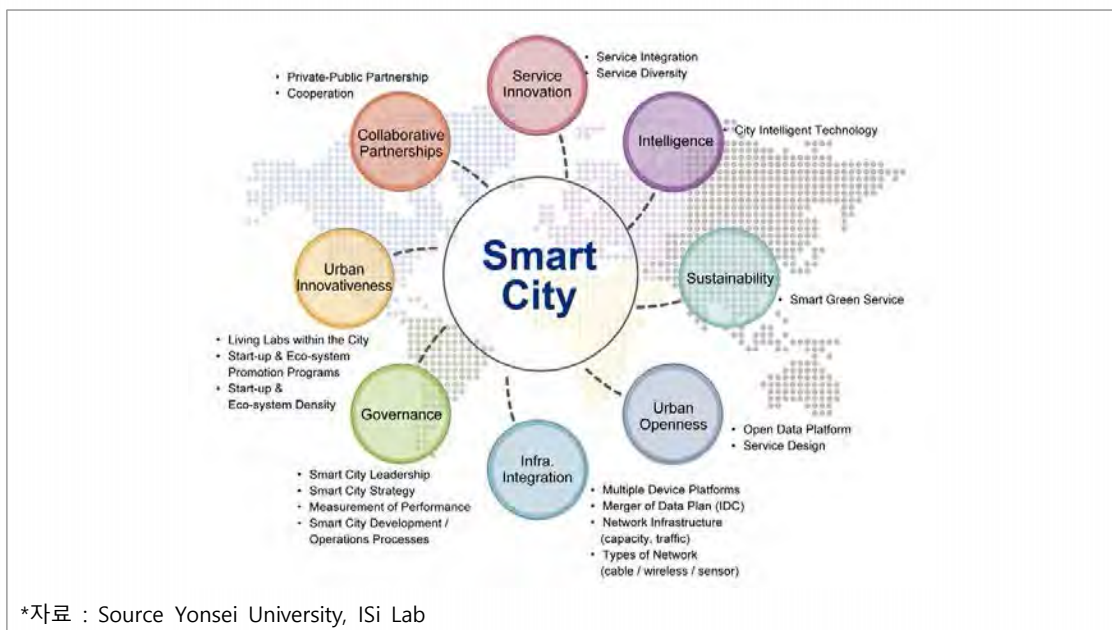 Service
Innovation
• Service Integration
• Service Diversity
Intelligence
• City Intelligent Technology
Sustainability
• Smart Green Service
Urban
Openness
• Open Data Platform
• Service Design
Infra.
Integration
• Multiple Device Platforms
• Merger of Data Plan (IDC)
• Network Infrastructure
(capacity, traffic)
• Types of Network
(cable / wireless / sensor)
Governance
• Smart City Leadership
• Smart City Strategy
• Measurement of Performance
• Smart City Development /
Operations Processes
Urban
Innovativeness
• Living Labs within the City
• Start-up & Eco-system
Promotion Programs
• Start-up &
Eco-system Density
Collaborative
Partnerships
• Private-Public Partnership
• Cooperation
Smart
City
*자료 : Source Yonsei University, ISi Lab